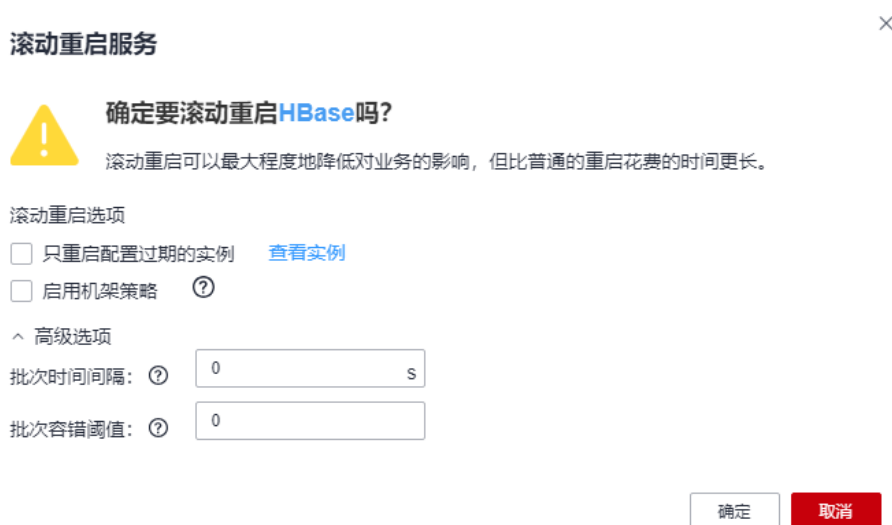 滚动重启服务
确定要滚动重启HBase吗?
滚动重启可以最大程度地降低对业务的影响，但比普通的重启花费的时间更长。
滚动重启选项
只重启配置过期的实例 查看实例
启用机架策略 ?
高级选项
批次时间间隔： ? 0 s
批次容错阈值： ? 0
确定 取消